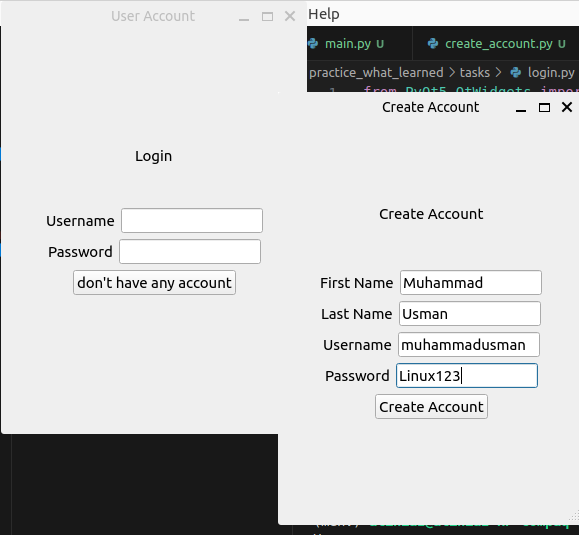 User Account
Login
Username
Password
don't have any account
Help
main.py U
create_account.py U
practice_what_learned > tasks > login.py
1 from PyQt5.QtWidgets
Create Account
Create Account
First Name Muhammad
Last Name Usman
Username muhammadusman
Password Linux123
Create Account